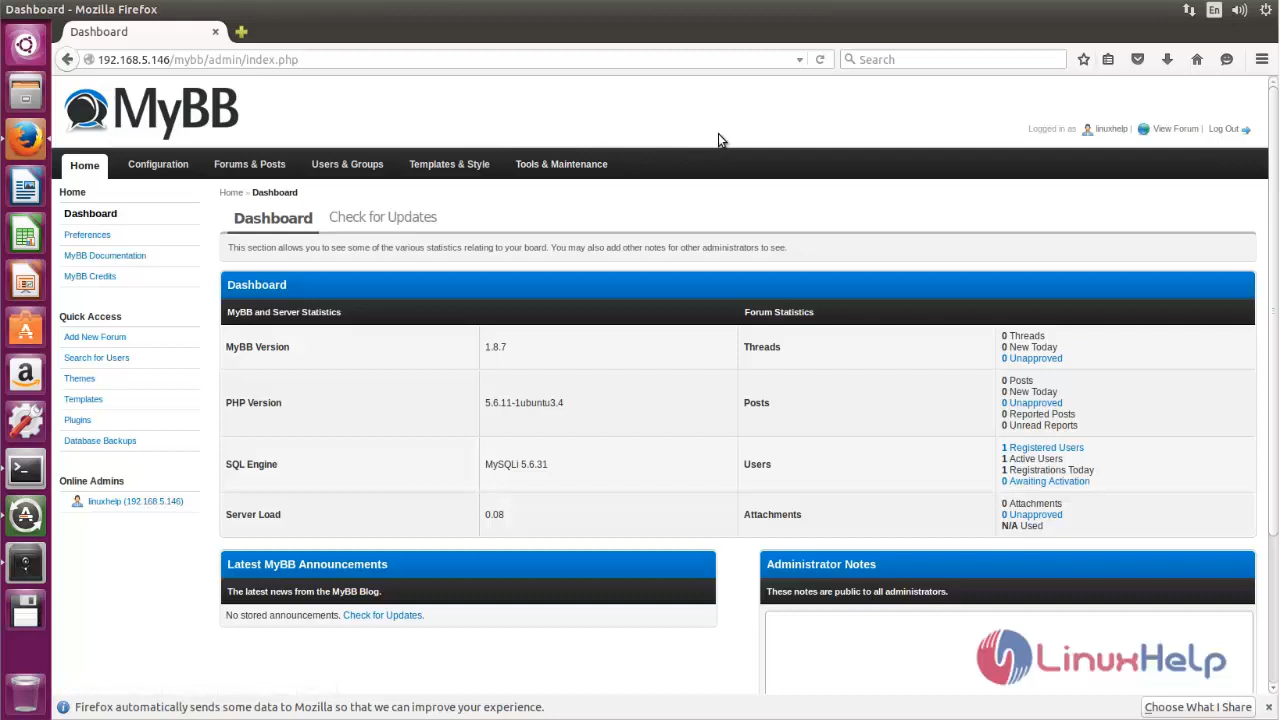 Dashboard - Mozilla Firefox
En
Dashboard
192.168.5.146/mybb/admin/index.php
Search
MyBB
Logged in as linuxhelp | View Forum | Log Out
Home Configuration Forums & Posts Users & Groups Templates & Style Tools & Maintenance
Home
Dashboard
Preferences
MyBB Documentation
MyBB Credits
Quick Access
Add New Forum
Search for Users
Themes
Templates
Plugins
Database Backups
Online Admins
linuxhelp (192.168.5.146)
Home » Dashboard
Dashboard Check for Updates
This section allows you to see some of the various statistics relating to your board. You may also add other notes for other administrators to see.
Dashboard
MyBB and Server Statistics Forum Statistics
MyBB Version 1.8.7 Threads
0 Threads
0 New Today
0 Unapproved
PHP Version 5.6.11-1ubuntu3.4 Posts
0 Posts
0 New Today
0 Unapproved
0 Reported Posts
0 Unread Reports
SQL Engine MySQLi 5.6.31 Users
1 Registered Users
1 Active Users
1 Registrations Today
0 Awaiting Activation
Server Load 0.08 Attachments
0 Attachments
0 Unapproved
N/A Used
Latest MyBB Announcements
The latest news from the MyBB Blog.
No stored announcements. Check for Updates.
Administrator Notes
These notes are public to all administrators.
LinuxHelp
Firefox automatically sends some data to Mozilla so that we can improve your experience.
Choose What I Share